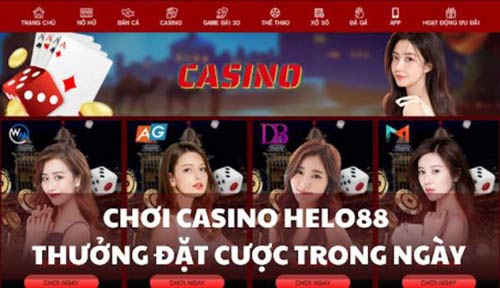 TRANG CHỦ NỔ HŨ BẮN CÁ CASINO GAME BÀI 3D THỂ THAO XỔ SỐ ĐÁ GÀ APP HOẠT ĐỘNG ƯU ĐÃI
CASINO
W AG DB M
CHƠI CASINO HELO88
THƯỞNG ĐẶT CƯỢC TRONG NGÀY
CHƠI NGAY CHƠI NGAY CHƠI NGAY CHƠI NGAY